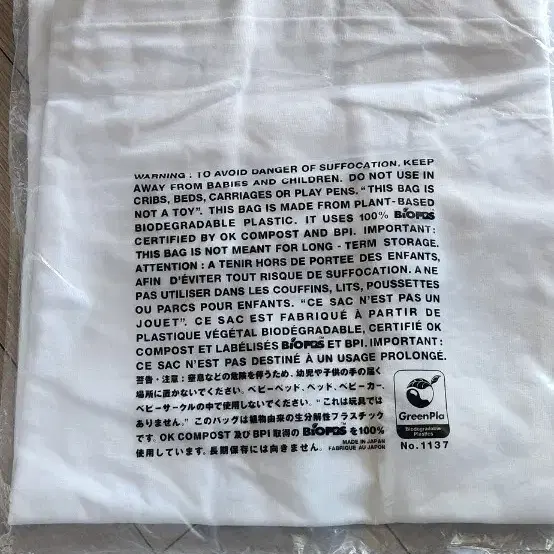 WARNING : TO AVOID DANGER OF SUFFOCATION, KEEP
AWAY FROM BABIES AND CHILDREN. DO NOT USE IN
CRIBS, BEDS, CARRIAGES OR PLAY PENS. "THIS BAG IS
NOT A TOY". THIS BAG IS MADE FROM PLANT-BASED
BIODEGRADABLE PLASTIC. IT USES 100% BIOPBS
CERTIFIED BY OK COMPOST AND BPI. IMPORTANT:
THIS BAG IS NOT MEANT FOR LONG - TERM STORAGE.
ATTENTION : A TENIR HORS DE PORTEE DES ENFANTS,
AFIN D'ÉVITER TOUT RISQUE DE SUFFOCATION. A NE
PAS UTILISER DANS LES COUFFINS, LITS, POUSSETTES
OU PARCS POUR ENFANTS. "CE SAC N'EST PAS UN
JOUET". CE SAC EST FABRIQUÉ À PARTIR DE
PLASTIQUE VÉGÉTAL BIODÉGRADABLE, CERTIFIÉ OK
COMPOST ET LABÉLISÉS BIOPBS™ ET BPI. IMPORTANT:
CE SAC N'EST PAS DESTINÉ À UN USAGE PROLONGÉ.
警告:注意:窒息などの危険を伴うため、幼児や子供の手の届く
場所に置かないでください。ベビーベッド、ベッド、ベビーカー、
ベビーサークルの中で使用しないでください。"これは玩具では
ありません。" このバッグは植物由来の生分解性プラスチック
です。OK COMPOST 及び BPI 取得の BIOPBS™ を100%
使用しています。長期保存には向きません。
MADE IN JAPAN
FABRIQUE AU JAPON
GreenPla
Biodegradable
Plastics
No.1137